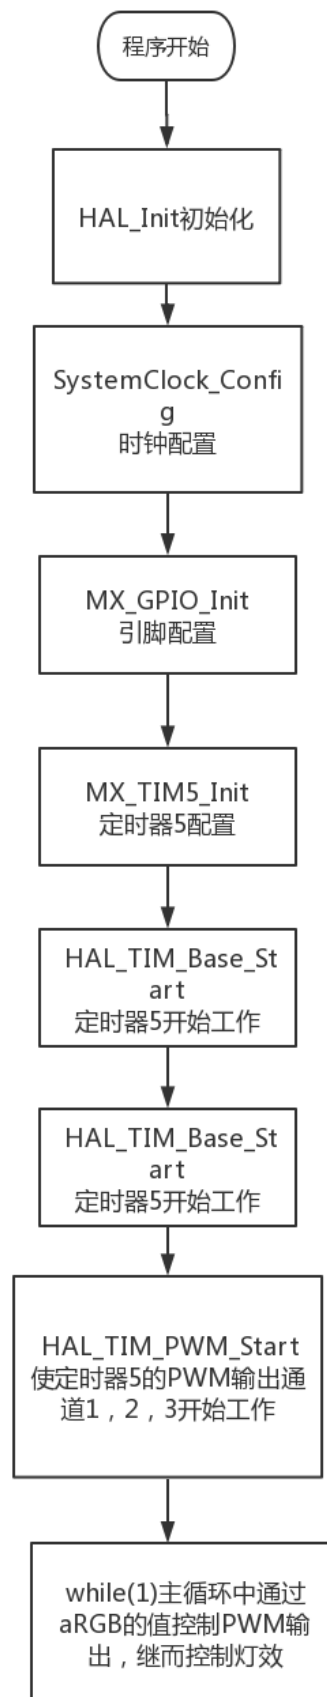 程序开始
HAL_Init初始化
SystemClock_Confi
g
时钟配置
MX_GPIO_Init
引脚配置
MX_TIM5_Init
定时器5配置
HAL_TIM_Base_St
art
定时器5开始工作
HAL_TIM_Base_St
art
定时器5开始工作
HAL_TIM_PWM_Start
使定时器5的PWM输出通
道1，2，3开始工作
while(1)主循环中通过
aRGB的值控制PWM输
出，继而控制灯效